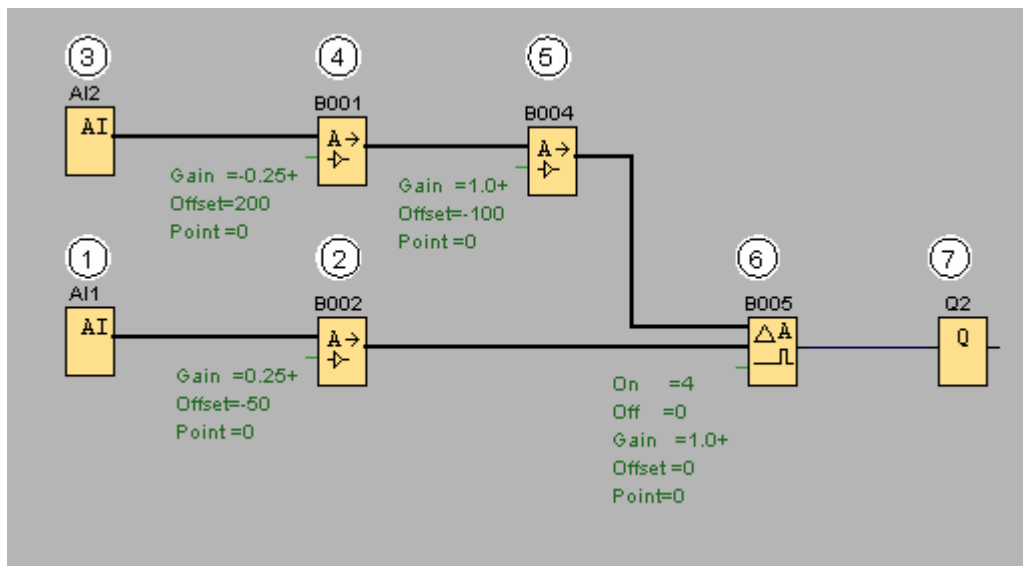 3
4
5
AI2
B001
B004
AI
A→
A→
Gain =-0.25+
Offset=200
Point =0
Gain =1.0+
Offset=-100
Point =0
1
2
6
7
AI1
B002
B005
Q2
AI
A→
△A
Q
Gain =0.25+
Offset=-50
Point =0
On =4
Off =0
Gain =1.0+
Offset =0
Point=0